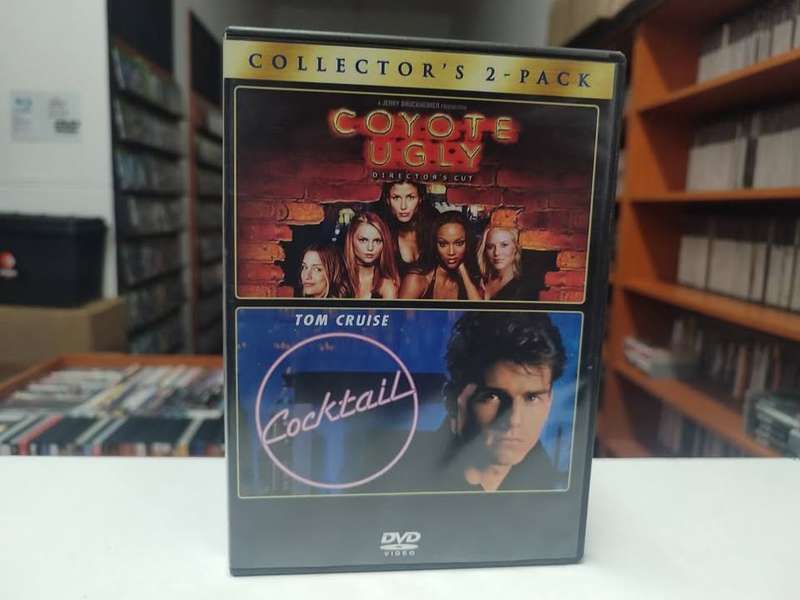 COLLECTOR'S 2-PACK
A JERRY BRUCKHEIMER PRODUCTION
COYOTE
UGLY
DIRECTOR'S CUT
TOM CRUISE
Cocktail
DVD
VIDEO